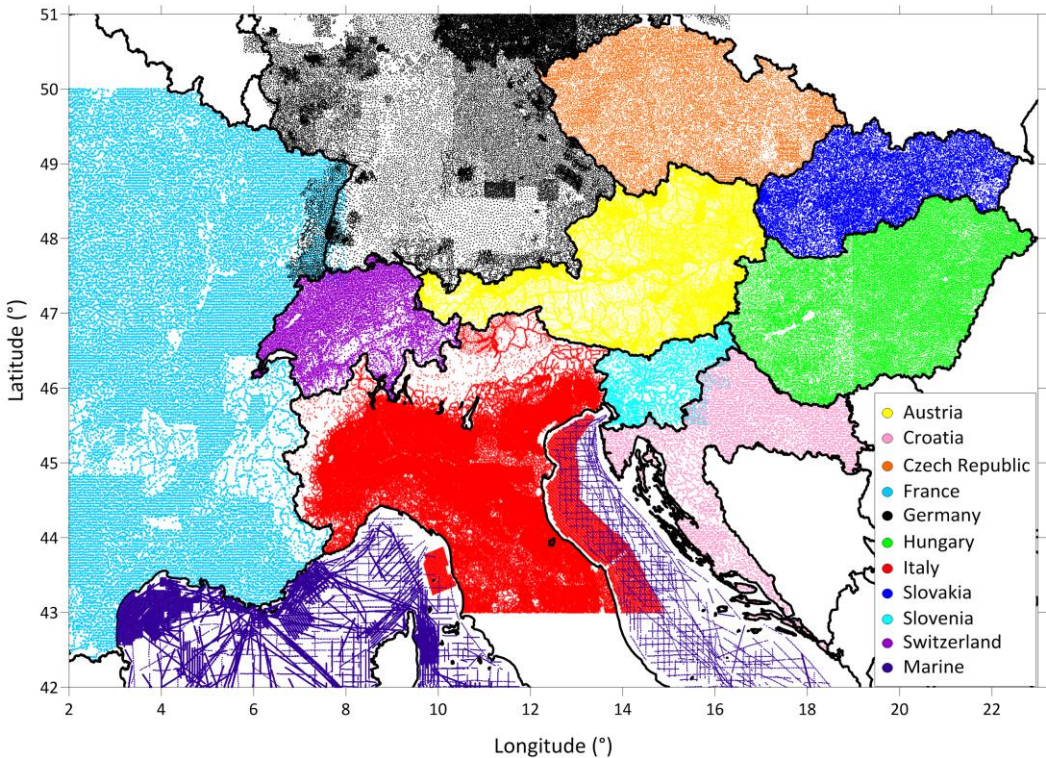 51
50
49
48
47
46
45
44
43
42
Latitude (°)
2
4
6
8
10
12
14
16
18
20
22
Longitude (°)
Austria
Croatia
Czech Republic
France
Germany
Hungary
Italy
Slovakia
Slovenia
Switzerland
Marine